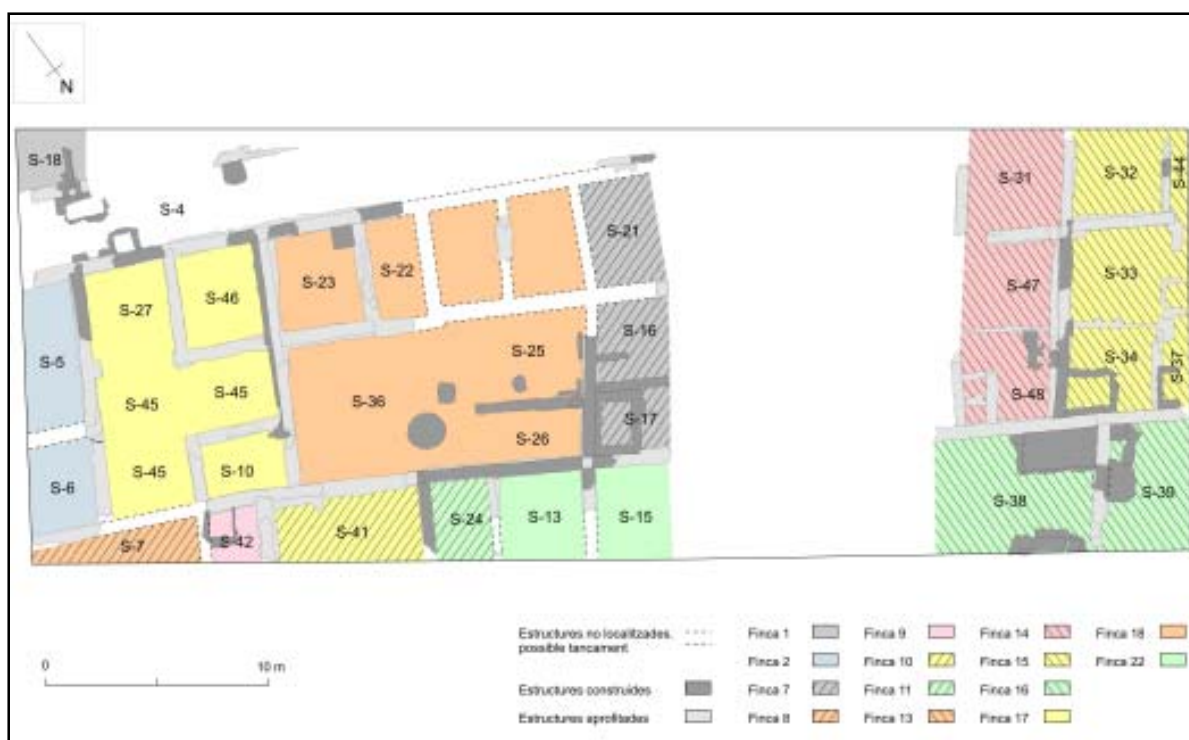 N
S-18
S-4
S-31
S-32
S-44
S-21
S-27
S-46
S-23
S-22
S-47
S-33
S-5
S-16
S-25
S-34
S-37
S-45
S-45
S-36
S-48
S-17
S-26
S-6
S-45
S-10
S-7
S-42
S-41
S-24
S-13
S-15
S-38
S-39
0 10 m
Estructures no localitzades, possible tancament
Estructures construïdes
Estructures aprofitades
Finca 1
Finca 2
Finca 7
Finca 8
Finca 9
Finca 10
Finca 11
Finca 13
Finca 14
Finca 15
Finca 16
Finca 17
Finca 18
Finca 22